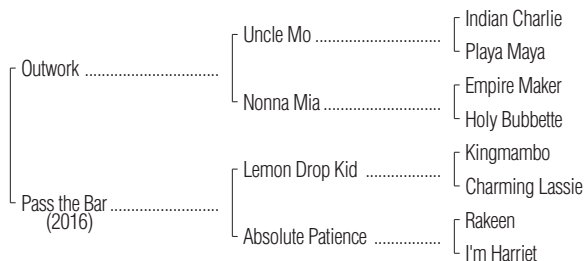 Indian Charlie
Uncle Mo
Playa Maya
Outwork
Empire Maker
Nonna Mia
Holy Bubbette
Kingmambo
Lemon Drop Kid
Charming Lassie
Pass the Bar
(2016)
Rakeen
Absolute Patience
I'm Harriet